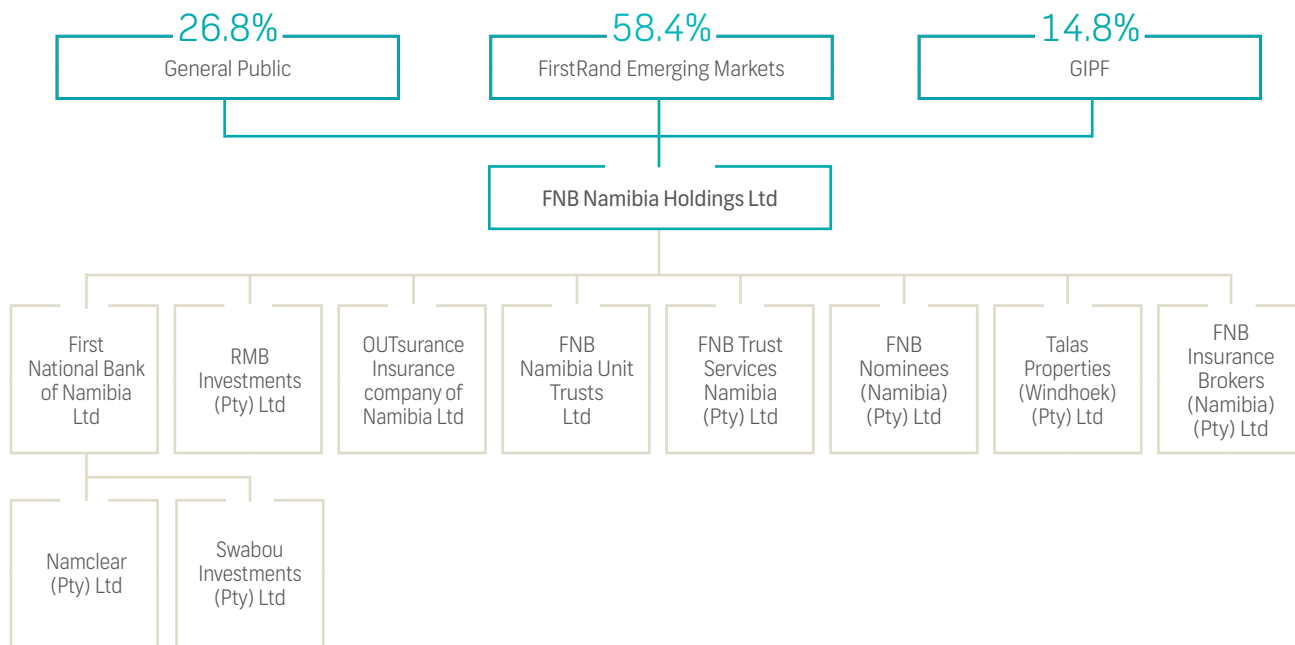 26.8%
General Public
58.4%
FirstRand Emerging Markets
14.8%
GIPF
FNB Namibia Holdings Ltd
First
National Bank
of Namibia
Ltd
RMB
Investments
(Pty) Ltd
OUTsurance
Insurance
company of
Namibia Ltd
FNB
Namibia Unit
Trusts
Ltd
FNB Trust
Services
Namibia
(Pty) Ltd
FNB
Nominees
(Namibia)
(Pty) Ltd
Talas
Properties
(Windhoek)
(Pty) Ltd
FNB
Insurance
Brokers
(Namibia)
(Pty) Ltd
Namclear
(Pty) Ltd
Swabou
Investments
(Pty) Ltd